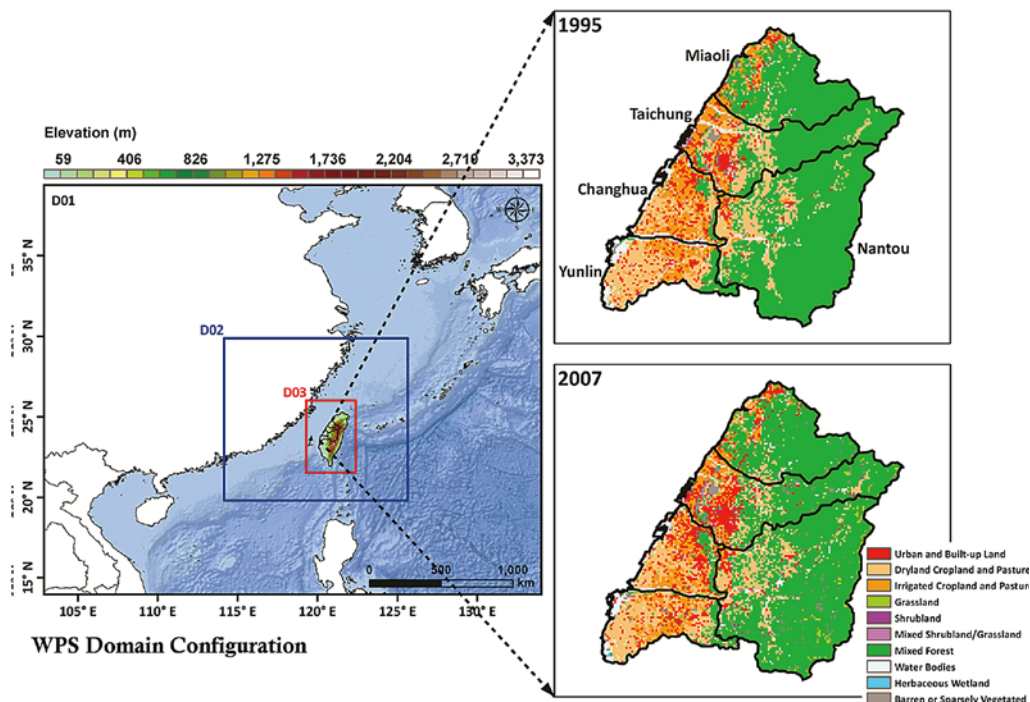 Elevation (m)
59 406 826 1,275 1,736 2,204 2,710 3,373
D01
D02
D03
35° N
30° N
25° N
20° N
15° N
0 500 1,000
km
105° E 110° E 115° E 120° E 125° E 130° E
WPS Domain Configuration
1995
Miaoli
Taichung
Changhua
Yunlin
Nantou
2007
Urban and Built-up Land
Dryland Cropland and Pasture
Irrigated Cropland and Pasture
Grassland
Shrubland
Mixed Shrubland/Grassland
Mixed Forest
Water Bodies
Herbaceous Wetland
Barren or Sparsely Vegetated